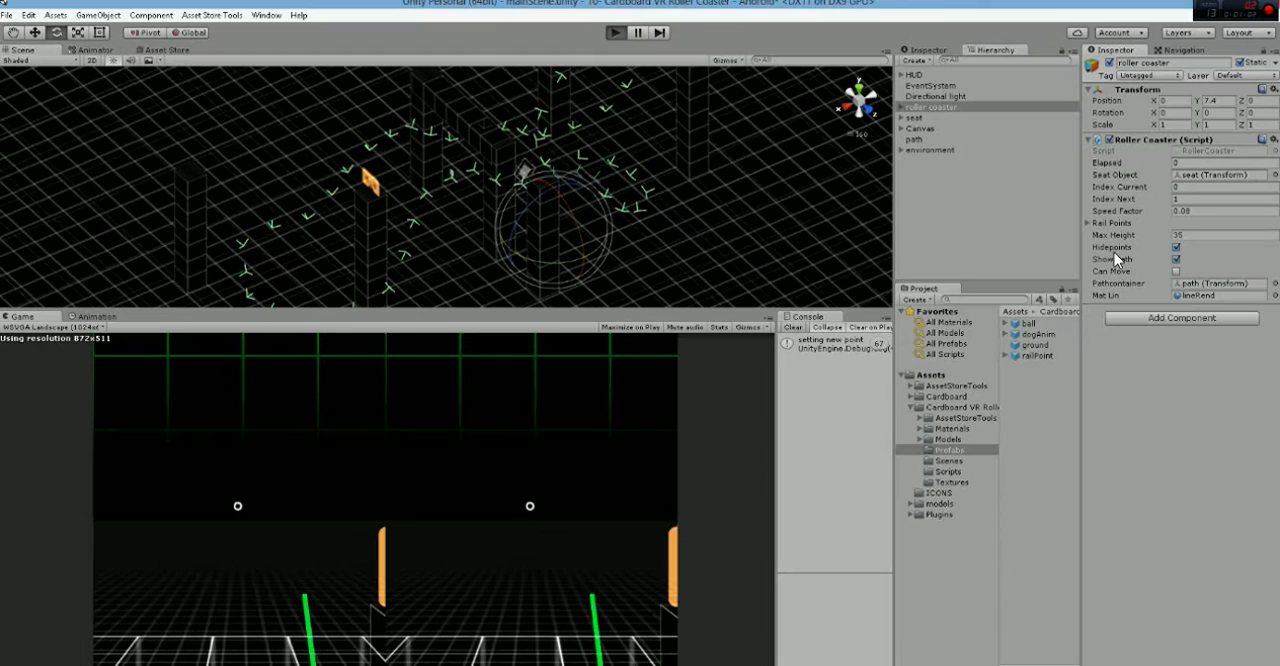 Unity Personal (64bit) - mainScene.unity - 10- Cardboard VR Roller Coaster - Android* <DX11 on DX9 GPU>
File Edit Assets GameObject Component Asset Store Tools Window Help
Pivot Global
Account Layers Layout
Scene Animator Asset Store
Shaded 2D Gizmos All
Inspector Hierarchy
Create All
HUD
EventSystem
Directional light
roller coaster
seat
Canvas
path
environment
Inspector Navigation
roller coaster Static
Tag Untagged Layer Default
Transform
Position X 0 Y 7.4 Z 0
Rotation X 0 Y 0 Z 0
Scale X 1 Y 1 Z 1
Roller Coaster (Script)
Script RollerCoaster
Elapsed 0
Seat Object seat (Transform)
Index Current 0
Index Next 1
Speed Factor 0.08
Rail Points
Max Height 35
Hidepoints
Can Move
Pathcontainer path (Transform)
Mat Lin lineRend
Add Component
Game Animation
Maximize on Play Mute audio Stats Gizmos
Using resolution 872x511
Console
Clear Collapse Clear on Play
setting new point
67
Project
Create
Favorites
All Materials
All Models
All Prefabs
All Scripts
Assets
AssetStoreTools
Cardboard
Cardboard VR Roll
AssetStoreTools
Materials
Models
Prefabs
Scenes
Scripts
Textures
ICONS
models
Plugins
Assets Cardboard
ball
dogAnim
ground
railPoint